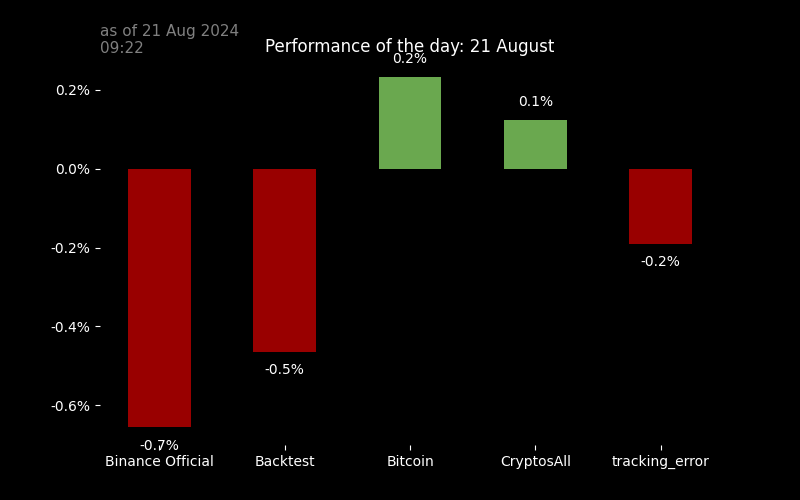 as of 21 Aug 2024
09:22
Performance of the day: 21 August
0.2%
0.2%
0.1%
0.0%
-0.2%
-0.2%
-0.4%
-0.5%
-0.6%
-0.7%
Binance Official
Backtest
Bitcoin
CryptosAll
tracking_error